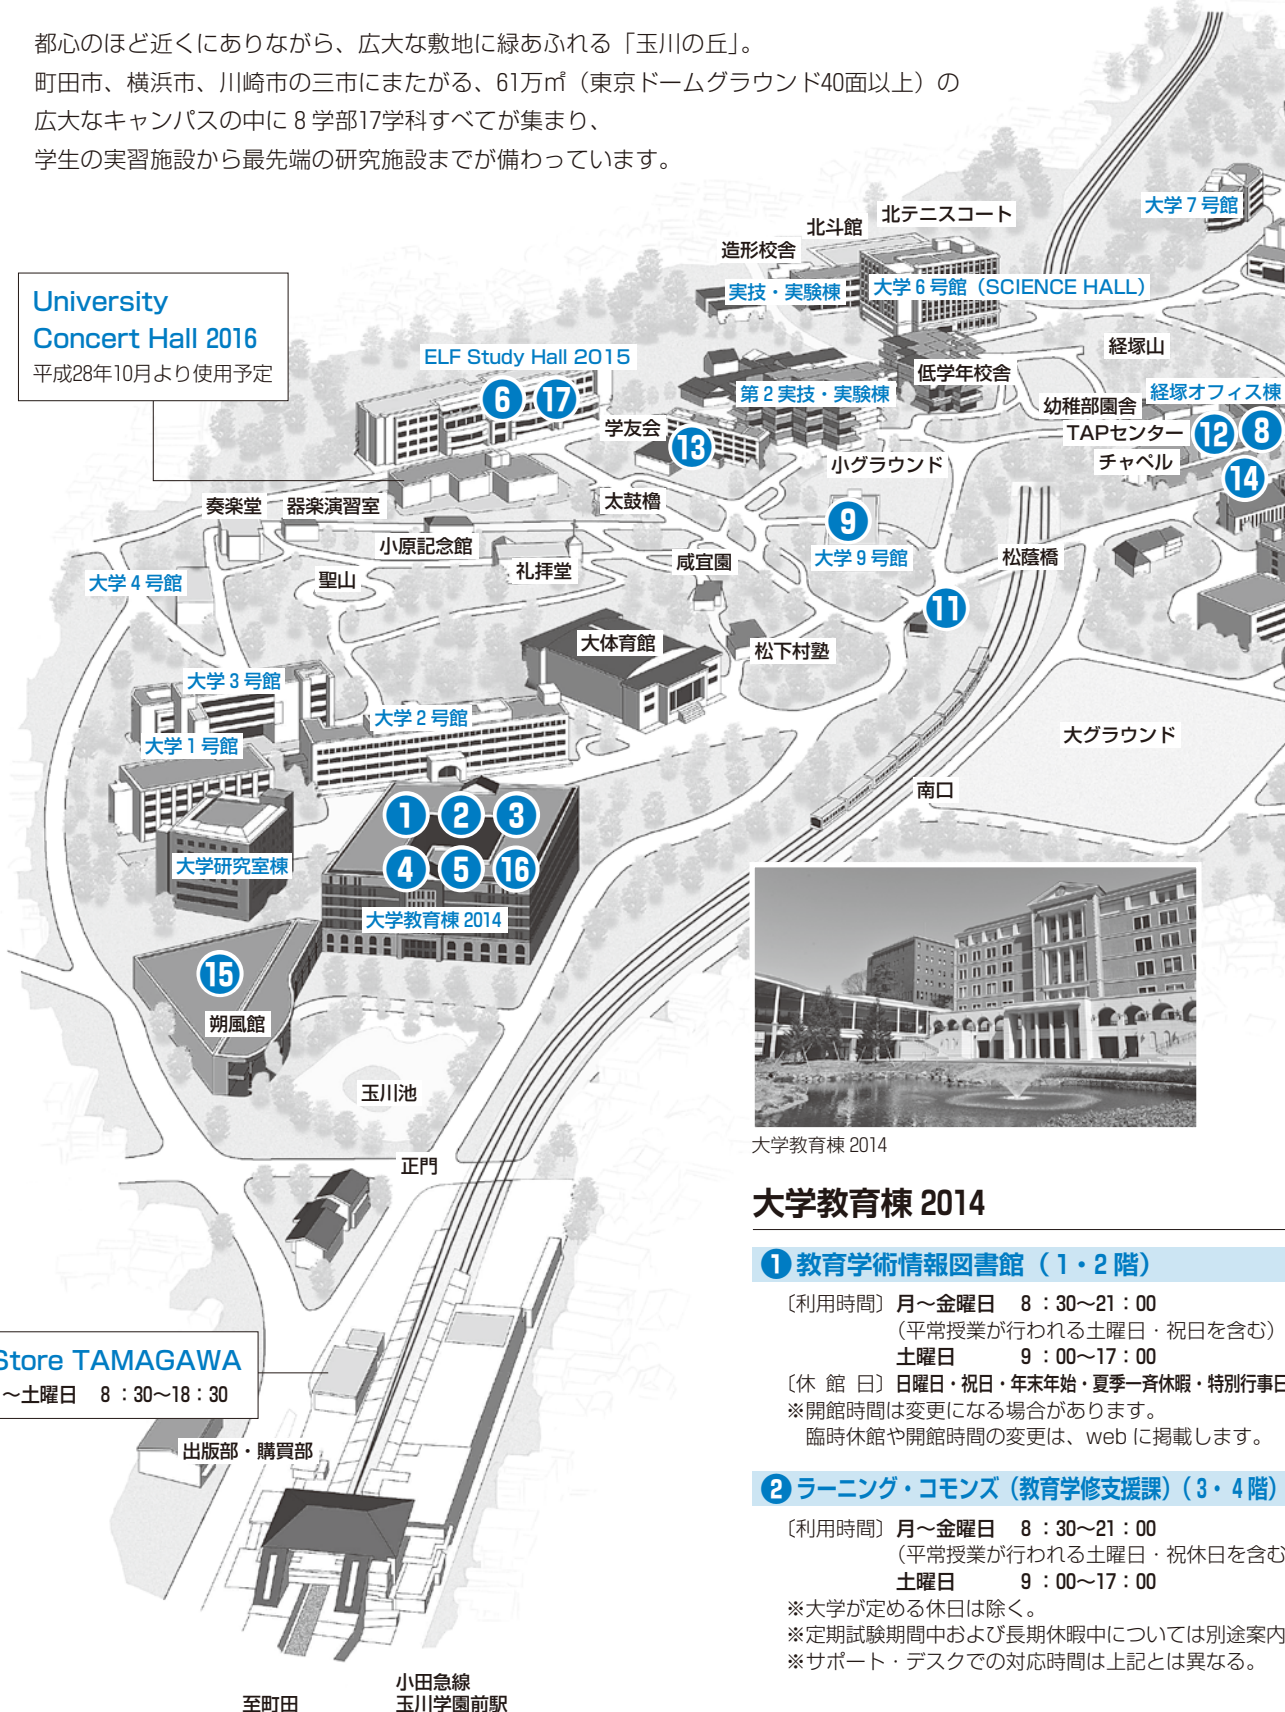 都心のほど近くにありながら、広大な敷地に緑あふれる「玉川の丘」。
町田市、横浜市、川崎市の三市にまたがる、61万㎡（東京ドームグラウンド40面以上）の
広大なキャンパスの中に８学部17学科すべてが集まり、
学生の実習施設から最先端の研究施設までが備わっています。
大学７号館
北テニスコート
北斗館
造形校舎
実技・実験棟
大学６号館（SCIENCE HALL）
University
Concert Hall 2016
平成28年10月より使用予定
ELF Study Hall 2015
6 17
経塚山
低学年校舎
第２実技・実験棟
経塚オフィス棟
幼稚部園舎
TAPセンター
12 8
学友会
13
チャペル
14
小グラウンド
奏楽堂
器楽演習室
太鼓櫓
9
小原記念館
大学９号館
松蔭橋
咸宜園
礼拝堂
聖山
大学４号館
11
大体育館
松下村塾
大学３号館
大学２号館
大学１号館
大グラウンド
南口
1 2 3
4 5 16
大学研究室棟
大学教育棟 2014
15
朔風館
玉川池
正門
大学教育棟 2014
大学教育棟 2014
❶教育学術情報図書館（１・２階）
〔利用時間〕月～金曜日　８：30～21：00
（平常授業が行われる土曜日・祝日を含む）
土曜日　９：00～17：00
〔休 館 日〕日曜日・祝日・年末年始・夏季一斉休暇・特別行事日
※開館時間は変更になる場合があります。
臨時休館や開館時間の変更は、web に掲載します。
❷ラーニング・コモンズ（教育学修支援課）（３・４階）
〔利用時間〕月～金曜日　８：30～21：00
（平常授業が行われる土曜日・祝休日を含む
土曜日　９：00～17：00
※大学が定める休日は除く。
※定期試験期間中および長期休暇中については別途案内
※サポート・デスクでの対応時間は上記とは異なる。
Store TAMAGAWA
～土曜日　８：30～18：30
出版部・購買部
小田急線
玉川学園前駅
至町田